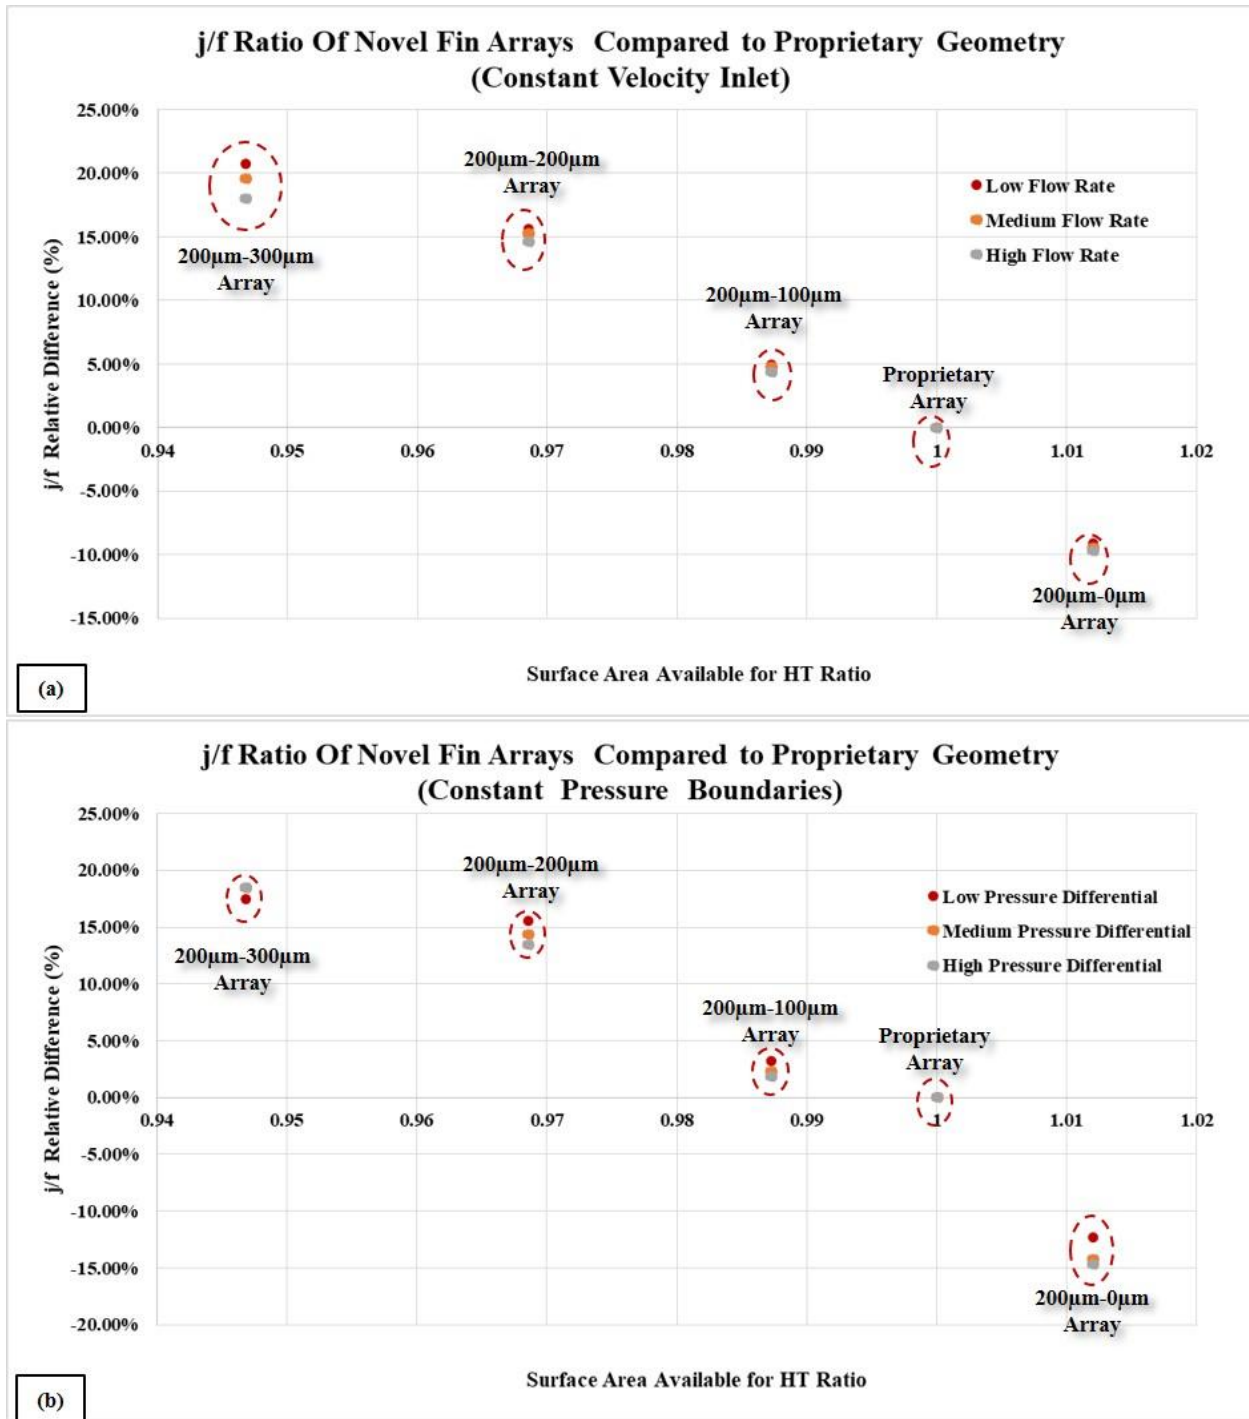 j/f Ratio Of Novel Fin Arrays Compared to Proprietary Geometry
(Constant Velocity Inlet)
j/f Relative Difference (%)
25.00%
20.00%
15.00%
10.00%
5.00%
0.00%
-5.00%
-10.00%
-15.00%
0.94
0.95
0.96
0.97
0.98
0.99
1
1.01
1.02
200µm-300µm
Array
200µm-200µm
Array
200µm-100µm
Array
Proprietary
Array
200µm-0µm
Array
Low Flow Rate
Medium Flow Rate
High Flow Rate
Surface Area Available for HT Ratio
(a)
j/f Ratio Of Novel Fin Arrays Compared to Proprietary Geometry
(Constant Pressure Boundaries)
j/f Relative Difference (%)
25.00%
20.00%
15.00%
10.00%
5.00%
0.00%
-5.00%
-10.00%
-15.00%
-20.00%
0.94
0.95
0.96
0.97
0.98
0.99
1
1.01
1.02
200µm-300µm
Array
200µm-200µm
Array
200µm-100µm
Array
Proprietary
Array
200µm-0µm
Array
Low Pressure Differential
Medium Pressure Differential
High Pressure Differential
Surface Area Available for HT Ratio
(b)